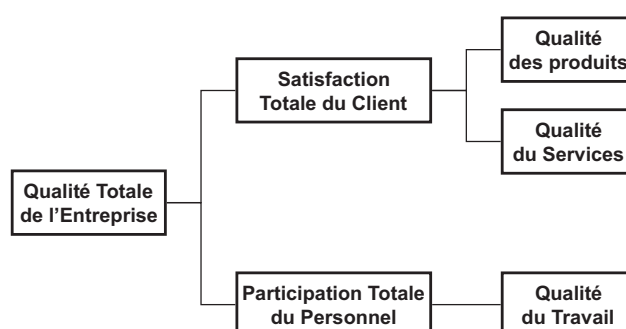 Qualité Totale
de l’Entreprise
Satisfaction
Totale du Client
Qualité
des produits
Qualité
du Services
Participation Totale
du Personnel
Qualité
du Travail